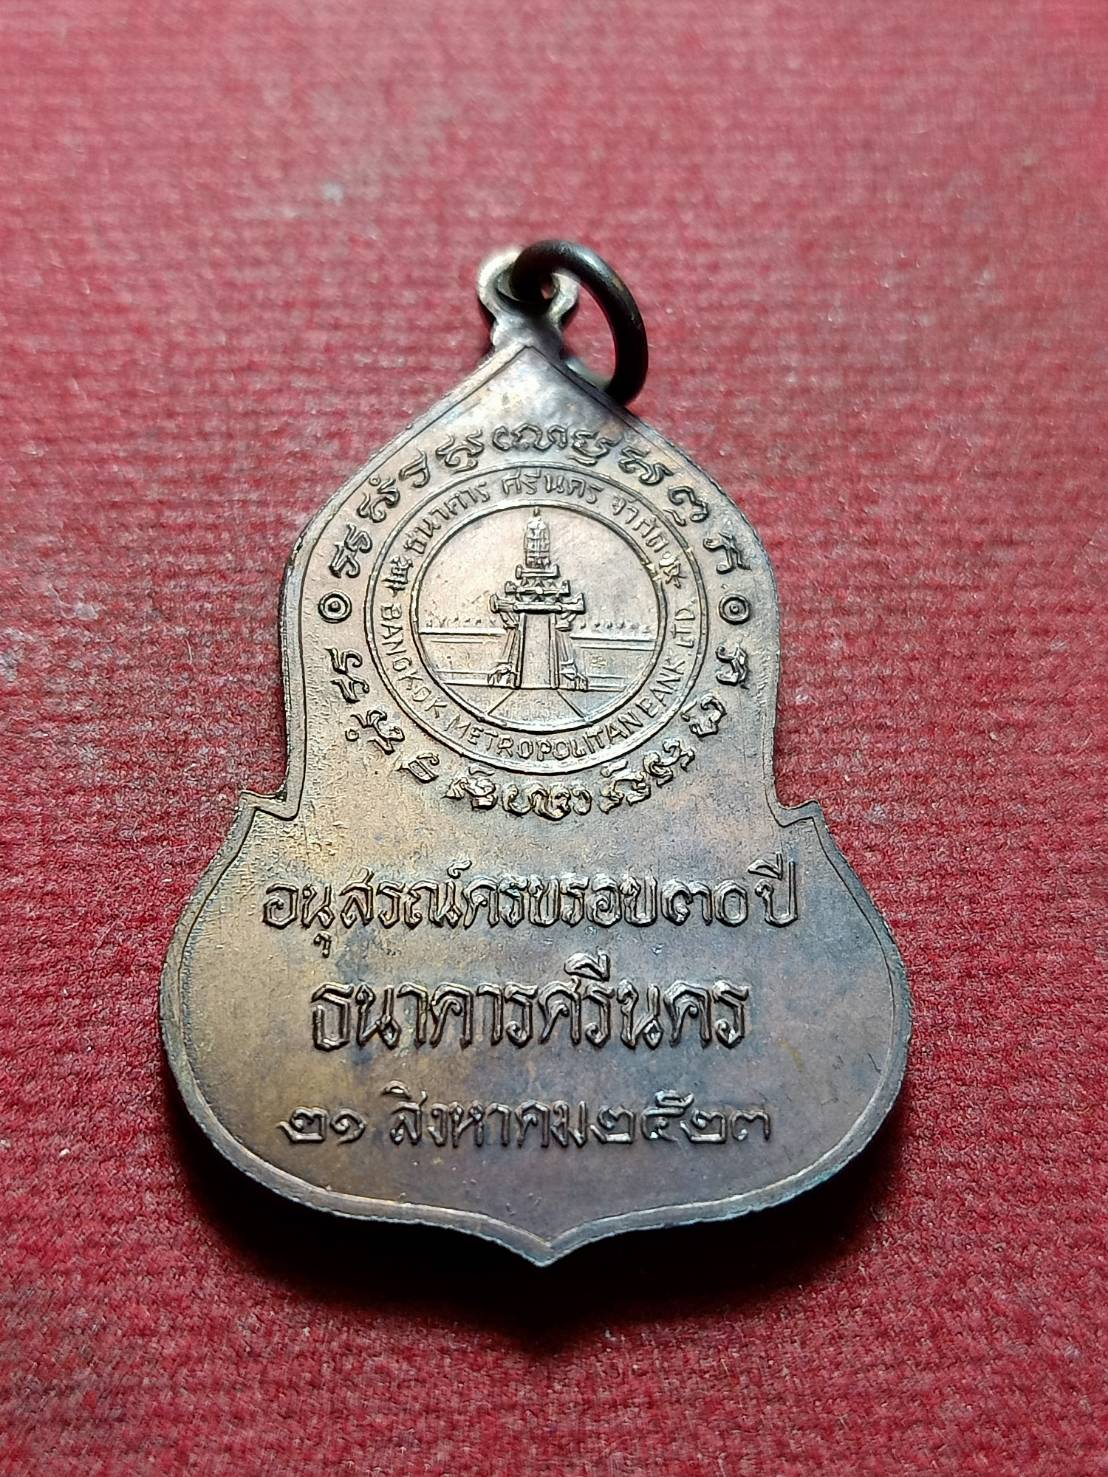 ธนาคาร ศรีนคร จำกัด
BANGKOK METROPOLITAN BANK LTD
อนุสรณ์ครบรอบ๓๐ปี
ธนาคารศรีนคร
๒๑ สิงหาคม๒๕๒๓